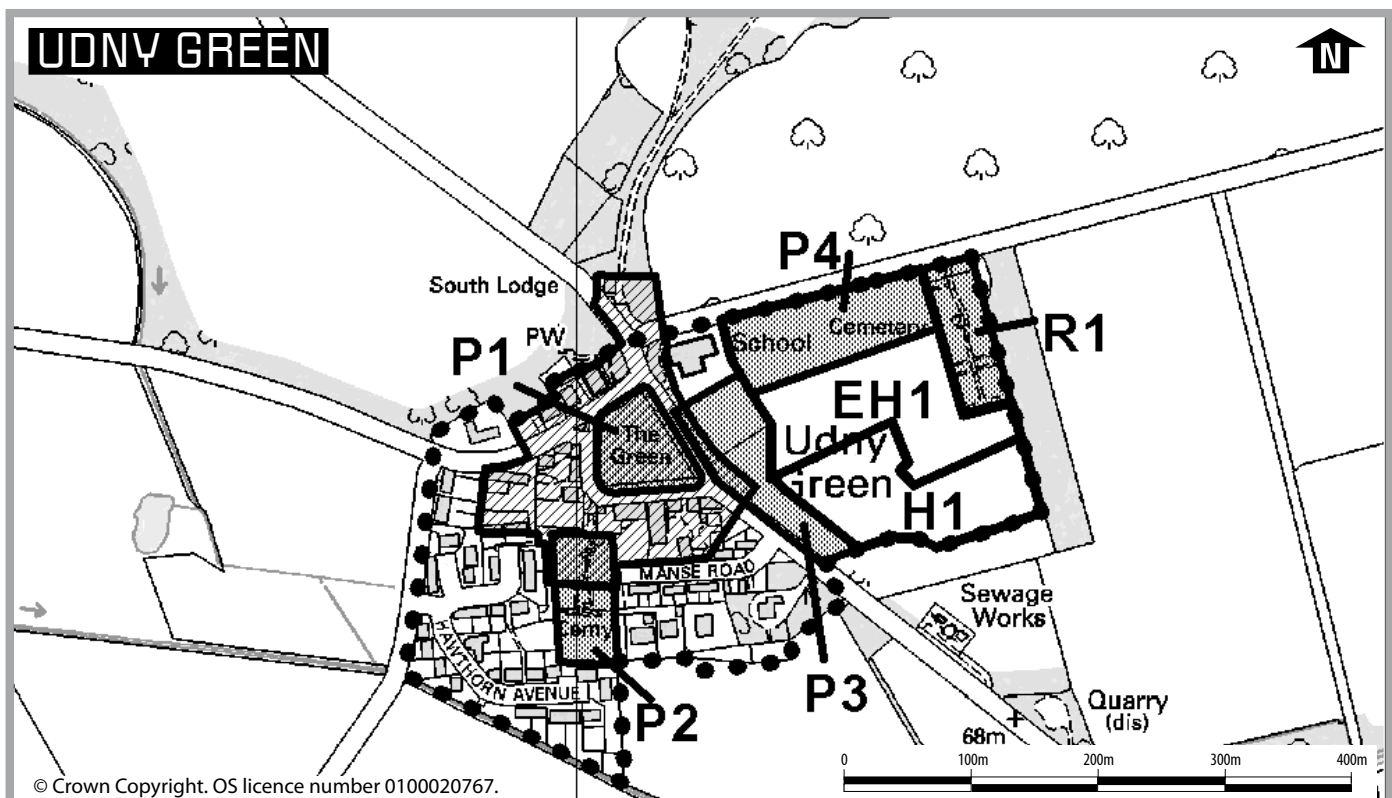 UDNY GREEN
N
South Lodge
PW
P1
P4
School
Cemetery
R1
EH1
The
Green
Udny
Green
H1
MANSE ROAD
Sewage
Works
Cemy
HAWTHORN AVENUE
P2
P3
Quarry
(dis)
68m
0 100m 200m 300m 400m
© Crown Copyright. OS licence number 0100020767.